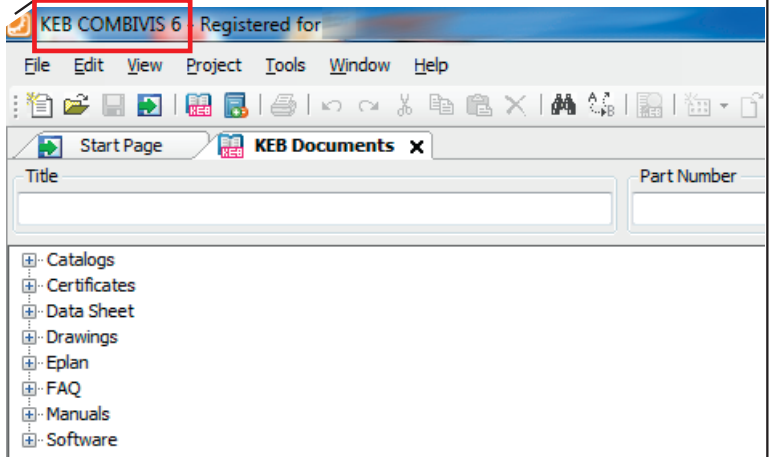 KEB COMBIVIS 6 - Registered for
File Edit View Project Tools Window Help
Start Page KEB Documents
Title Part Number
Catalogs
Certificates
Data Sheet
Drawings
Eplan
FAQ
Manuals
Software